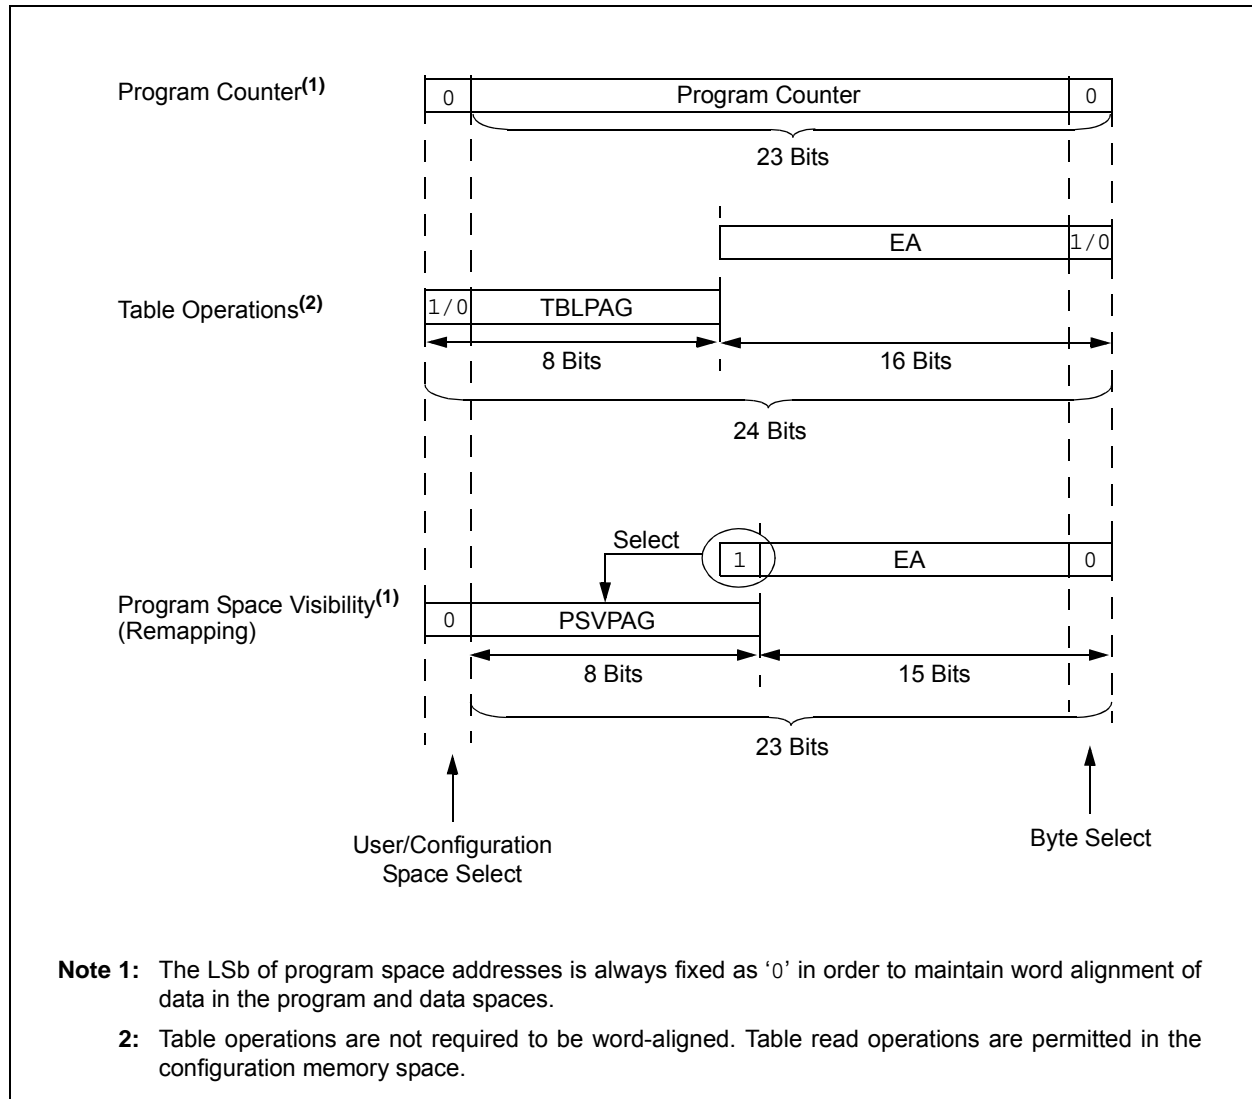 Program Counter(1)
0
Program Counter
0
23 Bits
EA
1/0
Table Operations(2)
1/0
TBLPAG
8 Bits
16 Bits
24 Bits
Select
1
EA
0
Program Space Visibility(1)
(Remapping)
0
PSVPAG
8 Bits
15 Bits
23 Bits
User/Configuration
Space Select
Byte Select
Note 1: The LSb of program space addresses is always fixed as ‘0’ in order to maintain word alignment of
data in the program and data spaces.
2: Table operations are not required to be word-aligned. Table read operations are permitted in the
configuration memory space.